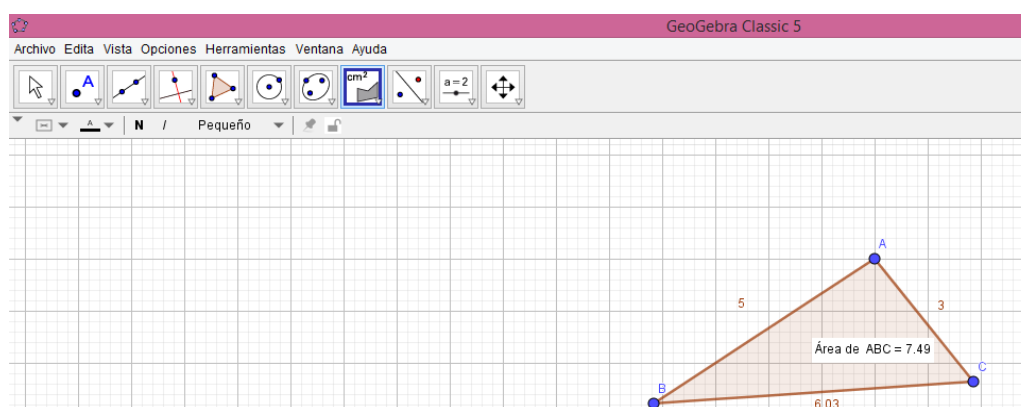 GeoGebra Classic 5
Archivo Edita Vista Opciones Herramientas Ventana Ayuda
A cm² a=2
A N I Pequeño
A
5 3
Área de ABC = 7.49
C
B
6.03